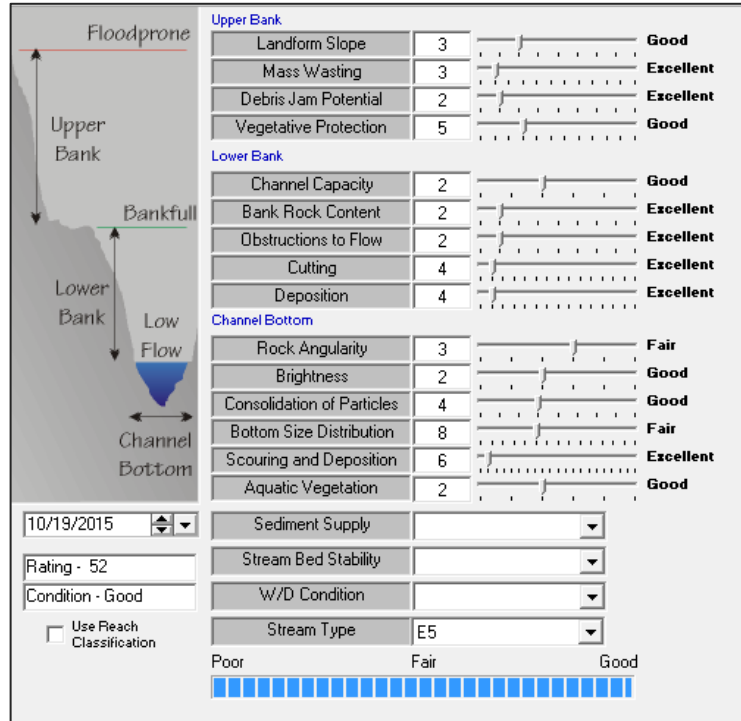 Floodprone
Upper
Bank
Bankfull
Lower
Bank
Low
Flow
Channel
Bottom
Upper Bank
Landform Slope 3 Good
Mass Wasting 3 Excellent
Debris Jam Potential 2 Excellent
Vegetative Protection 5 Good
Lower Bank
Channel Capacity 2 Good
Bank Rock Content 2 Excellent
Obstructions to Flow 2 Excellent
Cutting 4 Excellent
Deposition 4 Excellent
Channel Bottom
Rock Angularity 3 Fair
Brightness 2 Good
Consolidation of Particles 4 Good
Bottom Size Distribution 8 Fair
Scouring and Deposition 6 Excellent
Aquatic Vegetation 2 Good
10/19/2015
Rating - 52
Condition - Good
Use Reach
Classification
Sediment Supply
Stream Bed Stability
W/D Condition
Stream Type E5
Poor Fair Good